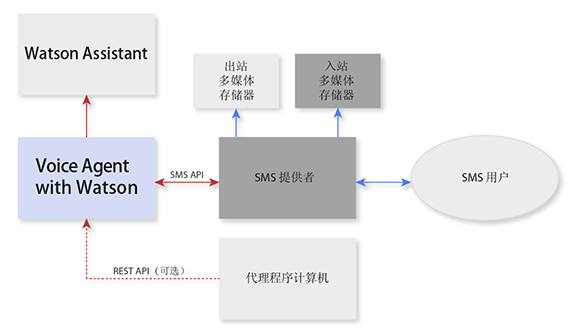 Watson Assistant
出站
多媒体
存储器
入站
多媒体
存储器
Voice Agent
with Watson
SMS API
SMS 提供者
SMS 用户
REST API（可选）
代理程序计算机